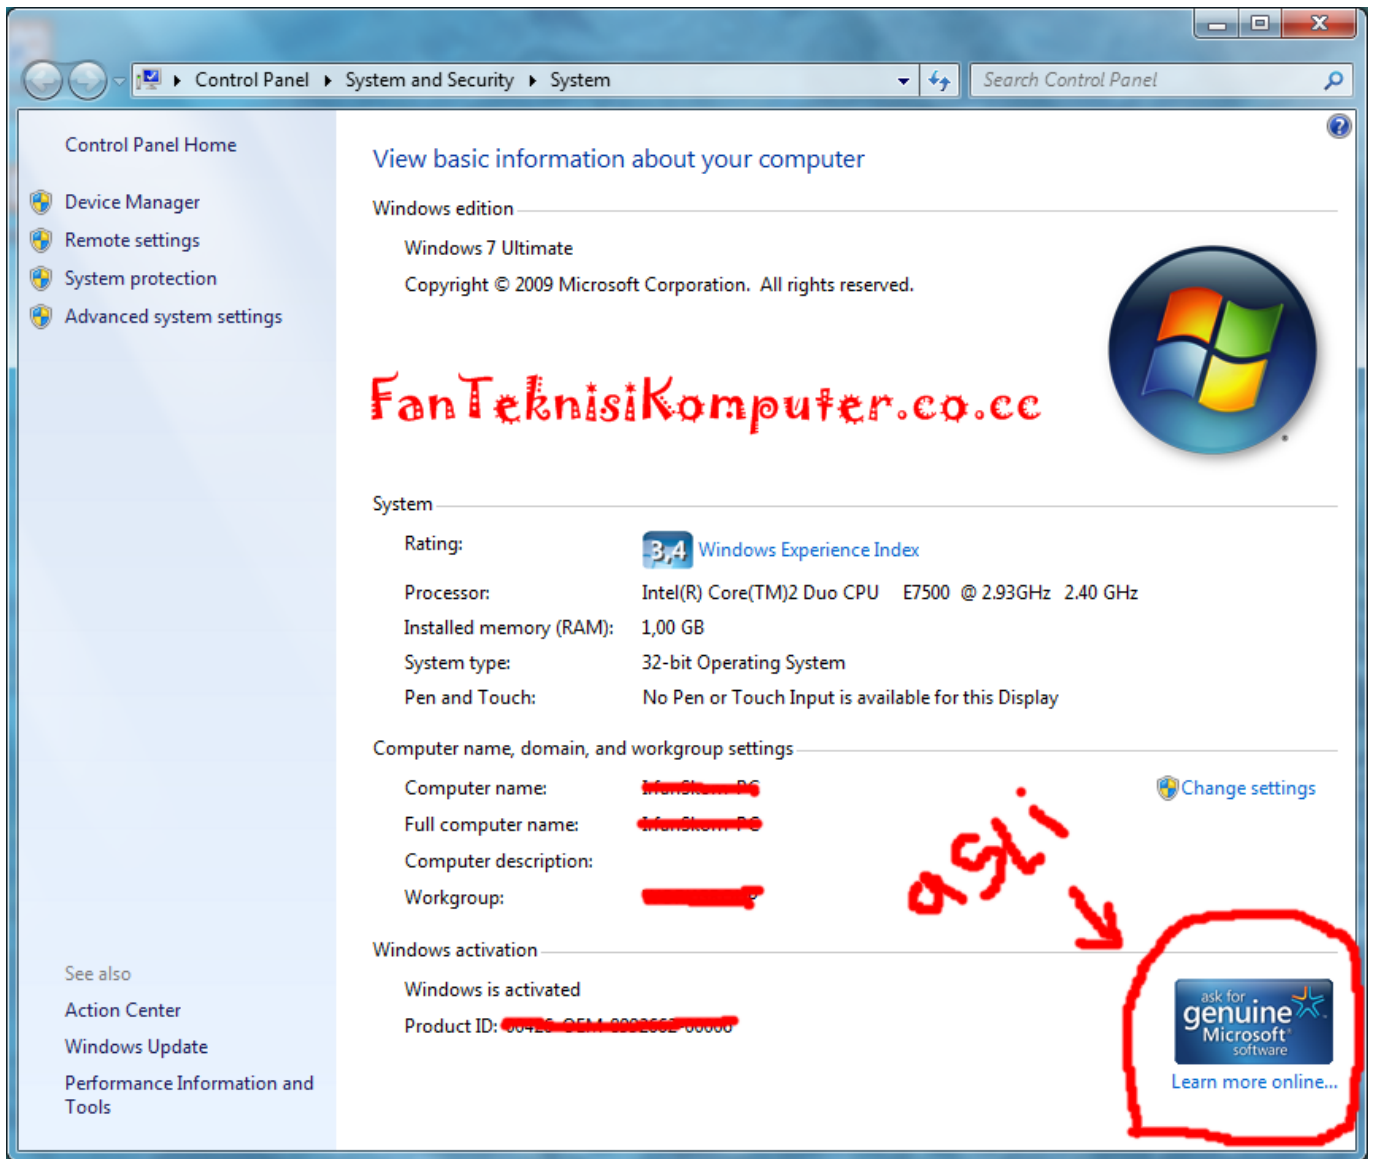 Control Panel ▸ System and Security ▸ System
Search Control Panel
Control Panel Home
Device Manager
Remote settings
System protection
Advanced system settings
See also
Action Center
Windows Update
Performance Information and
Tools
View basic information about your computer
Windows edition
Windows 7 Ultimate
Copyright © 2009 Microsoft Corporation. All rights reserved.
FanTeknisiKomputer.co.cc
System
Rating:
3,4 Windows Experience Index
Processor: Intel(R) Core(TM)2 Duo CPU E7500 @ 2.93GHz 2.40 GHz
Installed memory (RAM): 1,00 GB
System type: 32-bit Operating System
Pen and Touch: No Pen or Touch Input is available for this Display
Computer name, domain, and workgroup settings
Computer name:
Change settings
Full computer name:
Computer description:
Workgroup:
asli
Windows activation
Windows is activated
Product ID:
ask for
genuine
Microsoft
software
Learn more online...